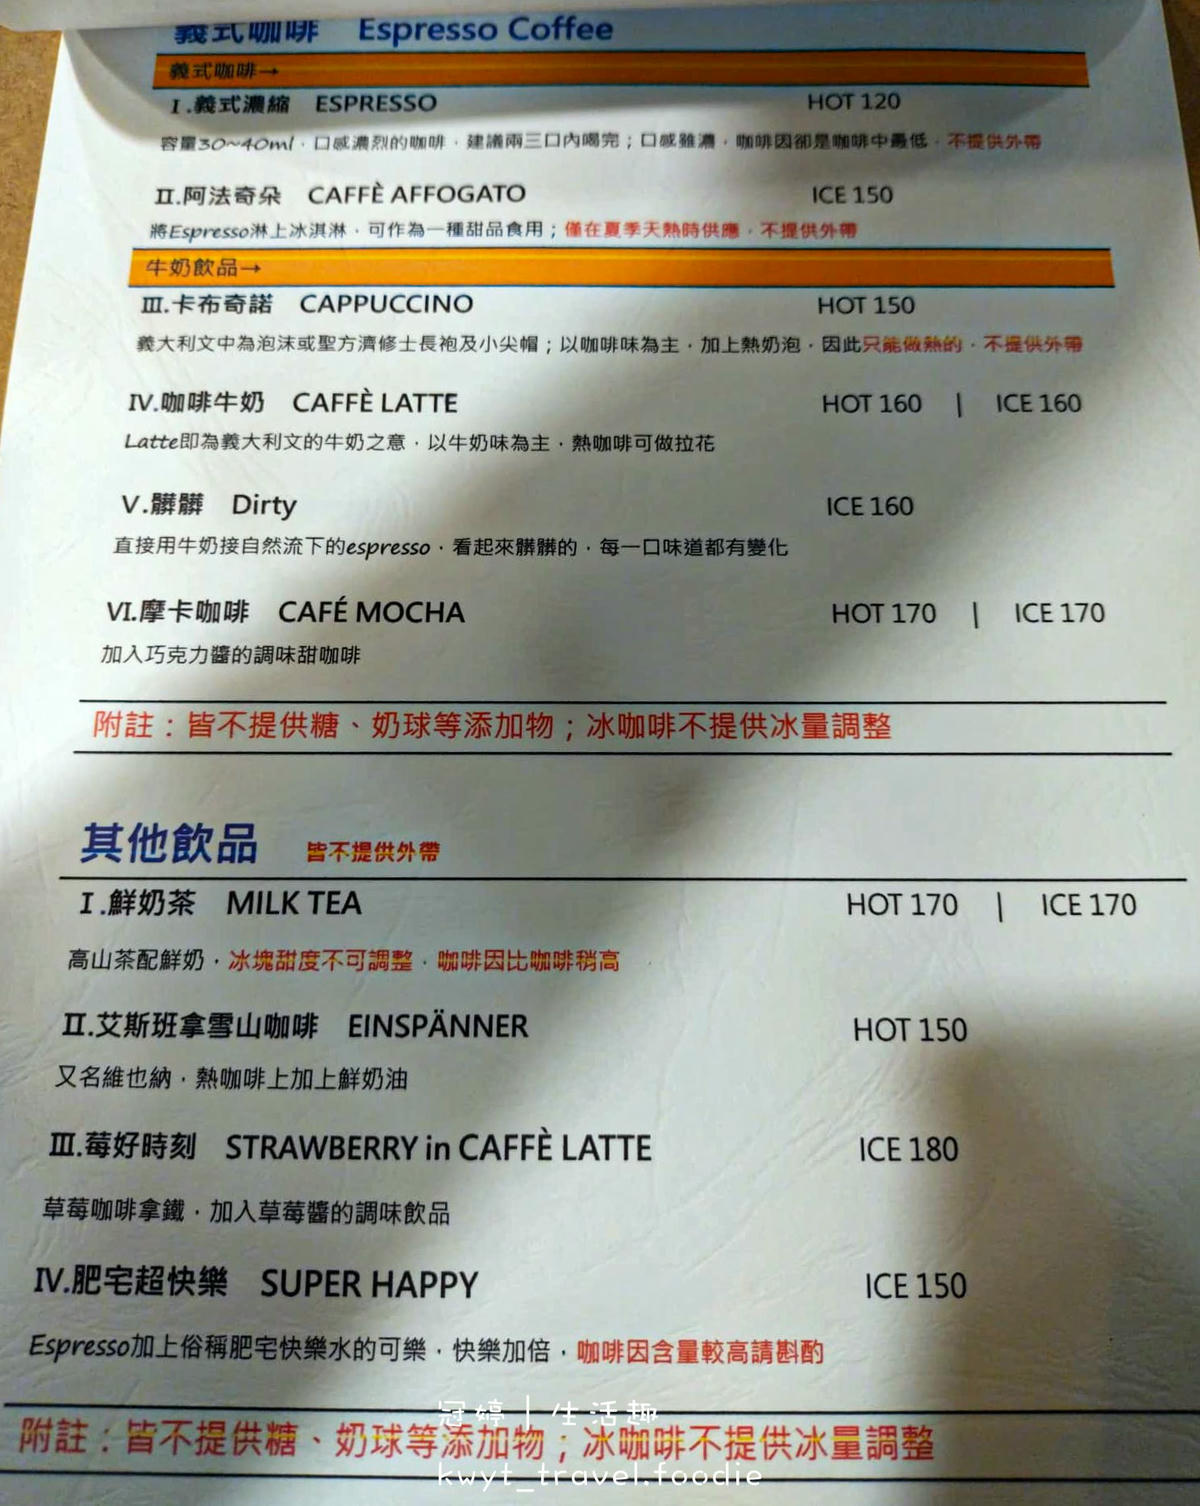 義式咖啡 Espresso Coffee
義式咖啡→
I.義式濃縮 ESPRESSO HOT 120
容量30~40ml，口感濃烈的咖啡，建議兩三口內喝完；口感雖濃，咖啡因卻是咖啡中最低，不提供外帶
II.阿法奇朵 CAFFÈ AFFOGATO ICE 150
將Espresso淋上冰淇淋，可作為一種甜品食用；僅在夏季天熱時供應，不提供外帶
牛奶飲品→
III.卡布奇諾 CAPPUCCINO HOT 150
義大利文中為泡沫或聖方濟修士長袍及小尖帽；以咖啡味為主，加上熱奶泡，因此只能做熱的，不提供外帶
IV.咖啡牛奶 CAFFÈ LATTE HOT 160 | ICE 160
Latte即為義大利文的牛奶之意，以牛奶味為主，熱咖啡可做拉花
V.髒髒 Dirty ICE 160
直接用牛奶接自然流下的espresso，看起來髒髒的，每一口味道都有變化
VI.摩卡咖啡 CAFÉ MOCHA HOT 170 | ICE 170
加入巧克力醬的調味甜咖啡
附註：皆不提供糖、奶球等添加物；冰咖啡不提供冰量調整
其他飲品 皆不提供外帶
I.鮮奶茶 MILK TEA HOT 170 | ICE 170
高山茶配鮮奶，冰塊甜度不可調整，咖啡因比咖啡稍高
II.艾斯班拿雪山咖啡 EINSPÄNNER HOT 150
又名維也納，熱咖啡上加上鮮奶油
III.莓好時刻 STRAWBERRY in CAFFÈ LATTE ICE 180
草莓咖啡拿鐵，加入草莓醬的調味飲品
IV.肥宅超快樂 SUPER HAPPY ICE 150
Espresso加上俗稱肥宅快樂水的可樂，快樂加倍，咖啡因含量較高請斟酌
冠婷｜生活趣
附註：皆不提供糖、奶球等添加物；冰咖啡不提供冰量調整
kwyt_travel.foodie